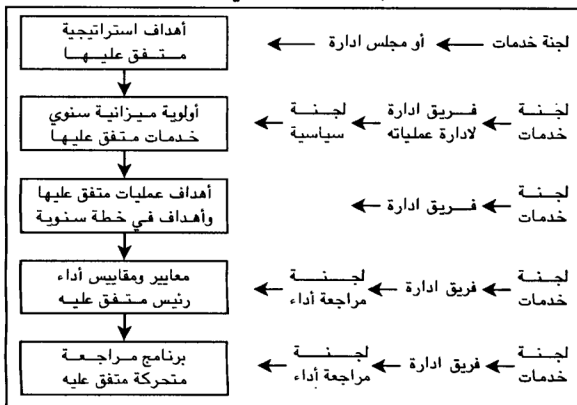 أهداف استراتيجية
متفق عليها
لجنة خدمات
أو مجلس ادارة
أولوية ميزانية سنوي
خدمات متفق عليها
لجنة
خدمات
فريق ادارة
لادارة عملياته
لجنة
سياسية
أهداف عمليات متفق عليها
وأهداف في خطة سنوية
لجنة
خدمات
فريق ادارة
معايير ومقاييس أداء
رئيس متفق عليه
لجنة
خدمات
فريق ادارة
لجنة
مراجعة أداء
برنامج مراجعة
متحركة متفق عليه
لجنة
خدمات
فريق ادارة
لجنة
مراجعة أداء